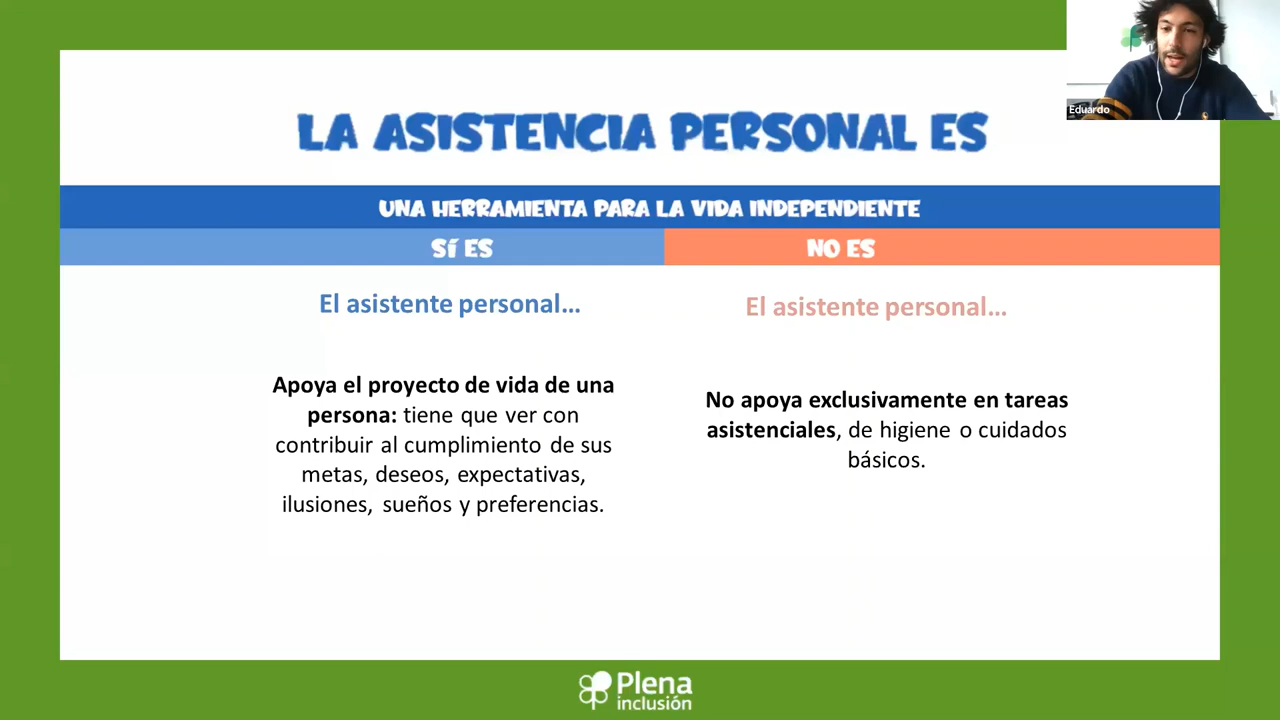 Eduardo
LA ASISTENCIA PERSONAL ES
UNA HERRAMIENTA PARA LA VIDA INDEPENDIENTE
SÍ ES
NO ES
El asistente personal...
Apoya el proyecto de vida de una
persona: tiene que ver con
contribuir al cumplimiento de sus
metas, deseos, expectativas,
ilusiones, sueños y preferencias.
El asistente personal...
No apoya exclusivamente en tareas
asistenciales, de higiene o cuidados
básicos.
Plena
inclusión